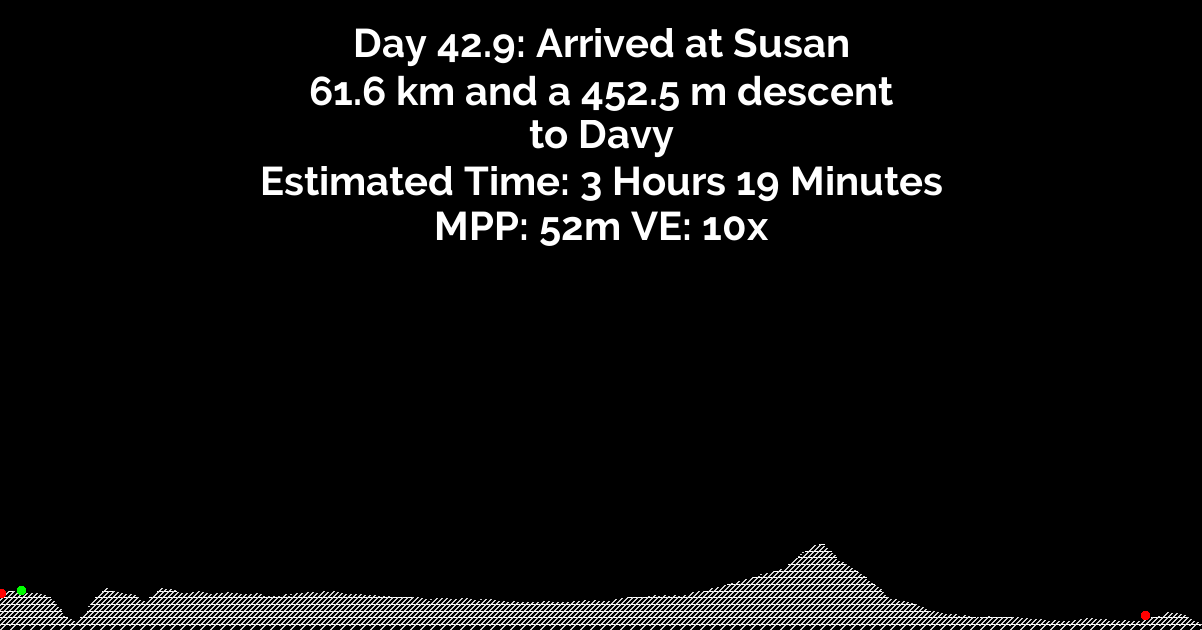 Day 42.9: Arrived at Susan
61.6 km and a 452.5 m descent
to Davy
Estimated Time: 3 Hours 19 Minutes
MPP: 52m VE: 10x